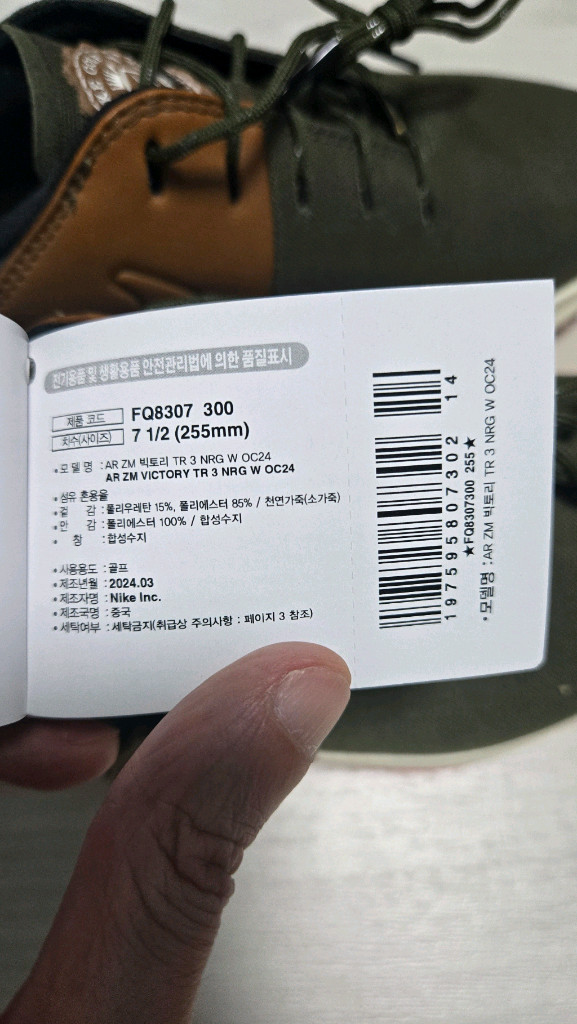 전기용품 및 생활용품 안전관리법에 의한 품질표시
제품 코드 FQ8307 300
치수(사이즈) 7 1/2 (255mm)
•모 델 명 : AR ZM 빅토리 TR 3 NRG W OC24
AR ZM VICTORY TR 3 NRG W OC24
•섬유 혼용율
•겉 감 : 폴리우레탄 15%, 폴리에스터 85% / 천연가죽(소가죽)
•안 감 : 폴리에스터 100% / 합성수지
•창 : 합성수지
•사용용도 : 골프
•제조년월 : 2024.03
•제조자명 : Nike Inc.
•제조국명 : 중국
•세탁여부 : 세탁금지(취급상 주의사항 : 페이지 3 참조)
197595807302 14
★FQ8307300 255★
•모델명 : AR ZM 빅토리 TR 3 NRG W OC24